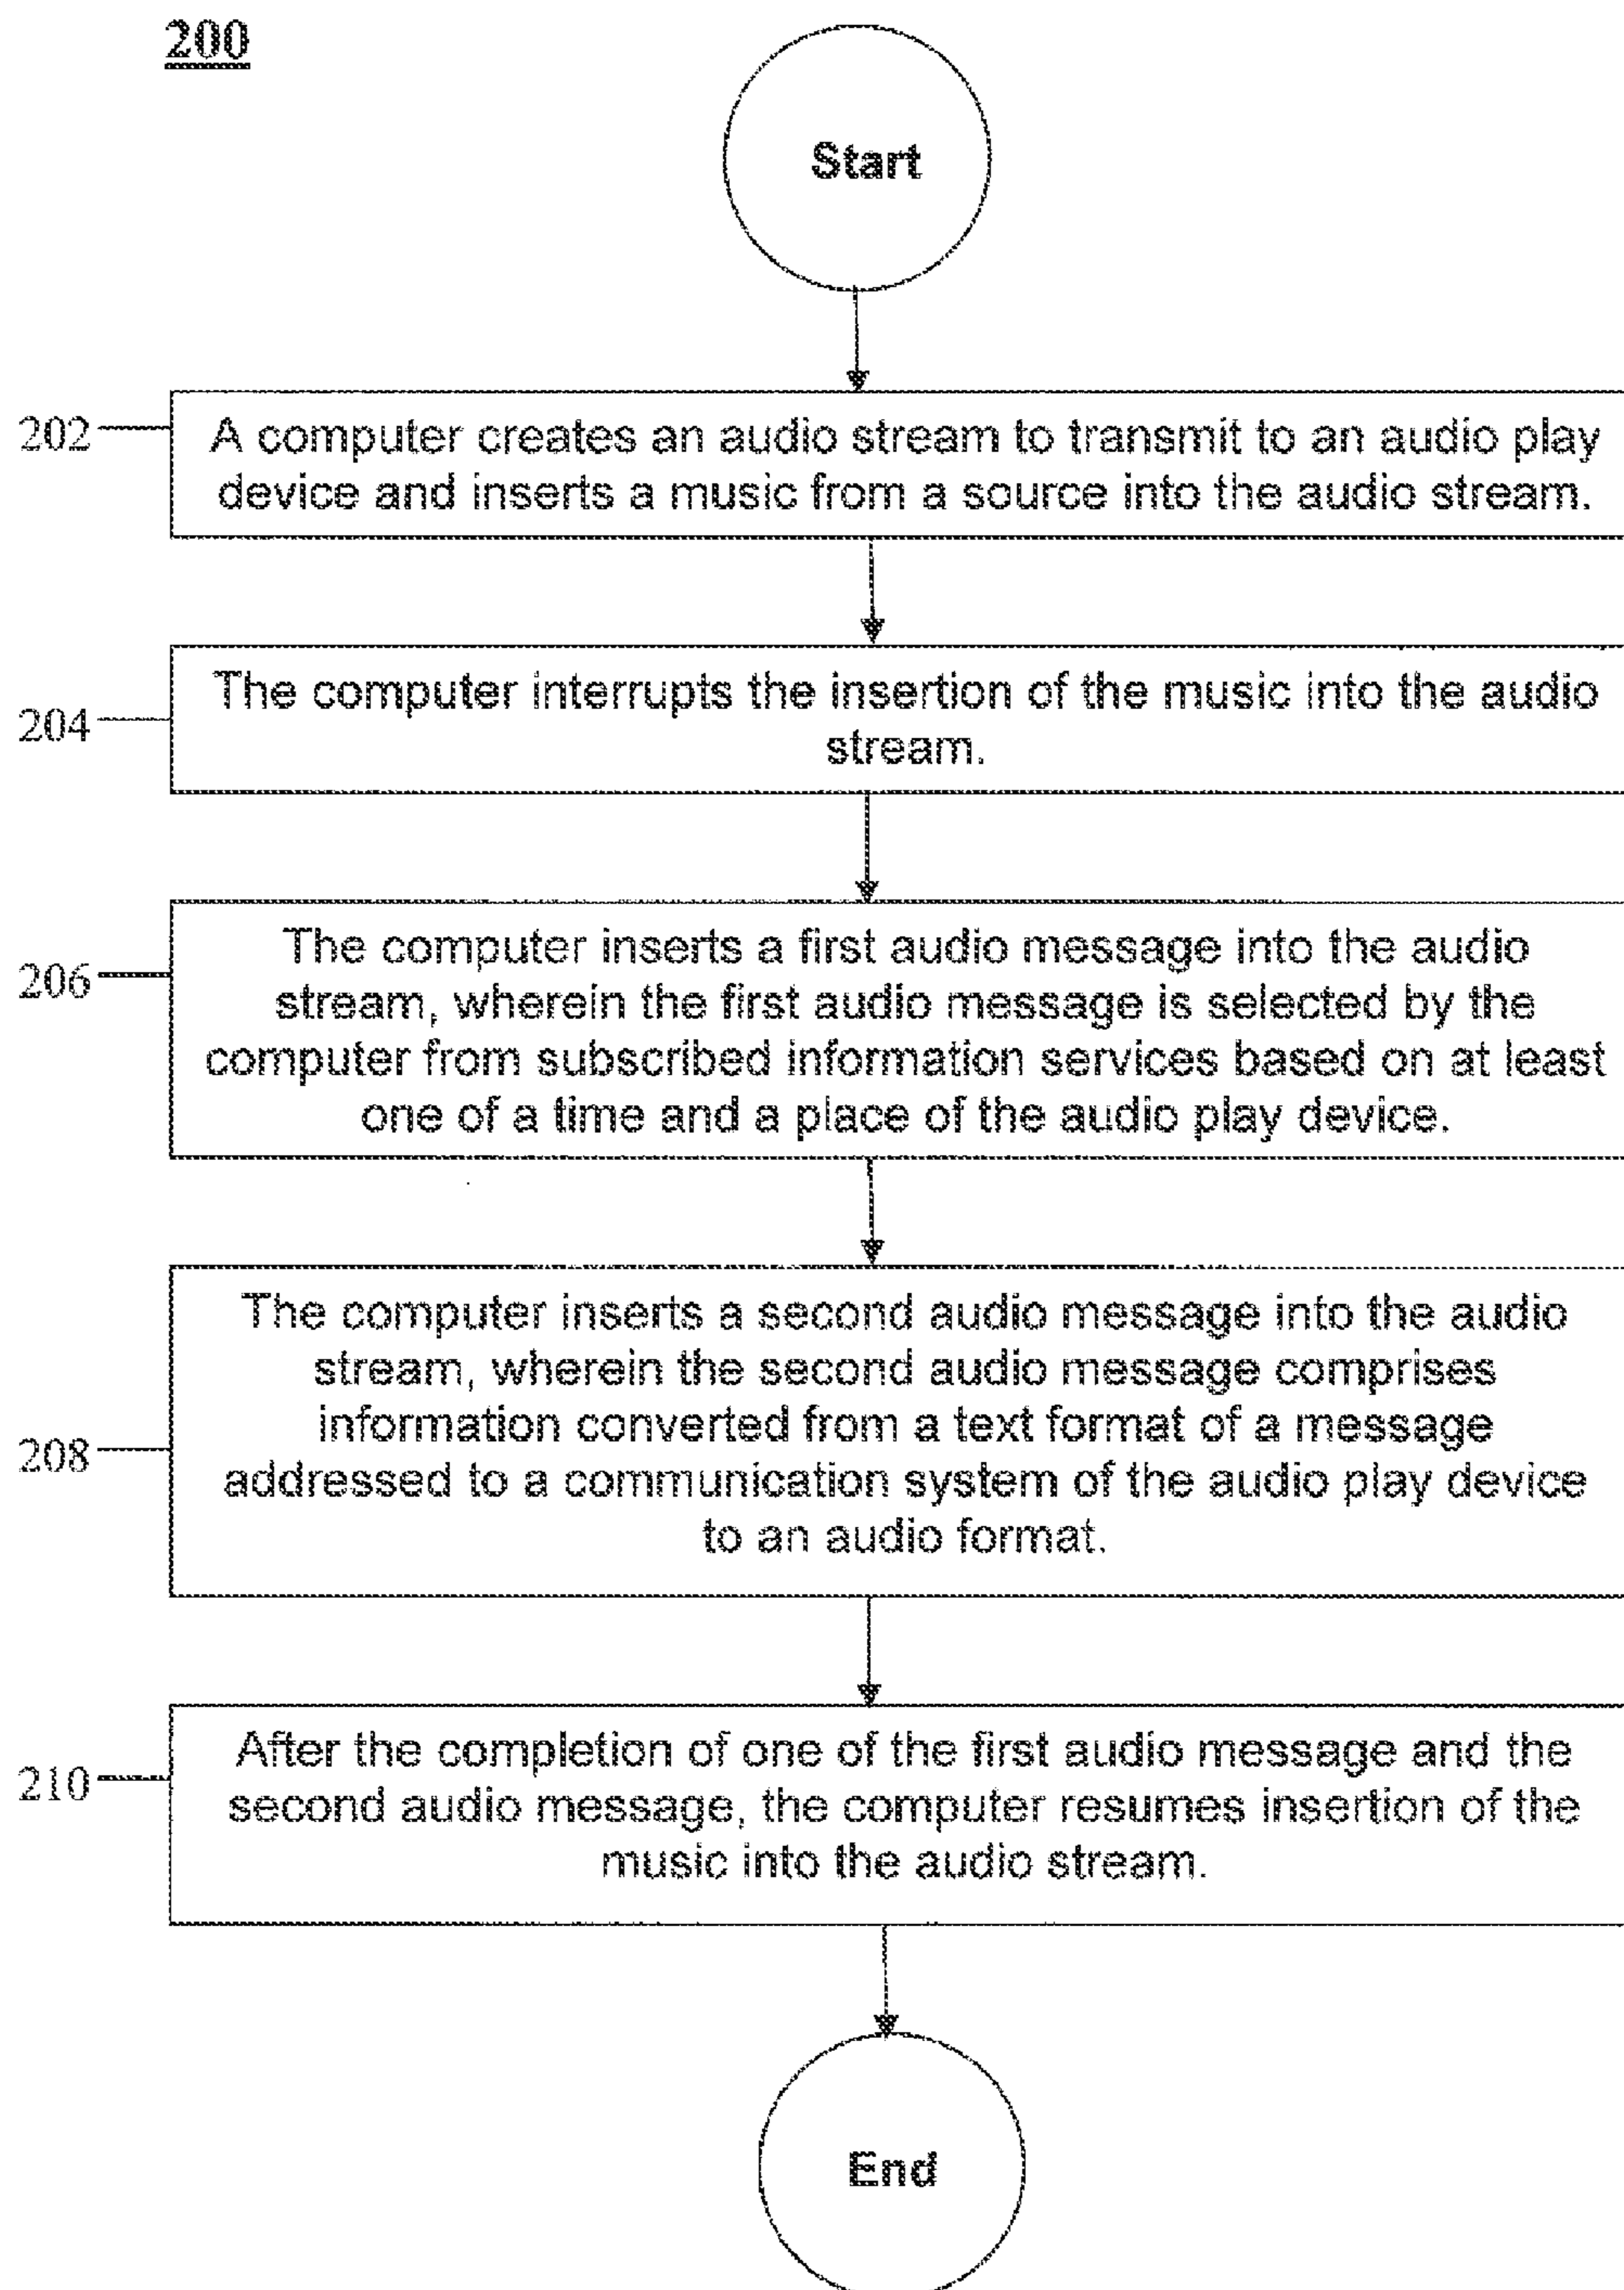 200
Start
202
A computer creates an audio stream to transmit to an audio play
device and inserts a music from a source into the audio stream.
204
The computer interrupts the insertion of the music into the audio
stream.
206
The computer inserts a first audio message into the audio
stream, wherein the first audio message is selected by the
computer from subscribed information services based on at least
one of a time and a place of the audio play device.
208
The computer inserts a second audio message into the audio
stream, wherein the second audio message comprises
information converted from a text format of a message
addressed to a communication system of the audio play device
to an audio format.
210
After the completion of one of the first audio message and the
second audio message, the computer resumes insertion of the
music into the audio stream.
End